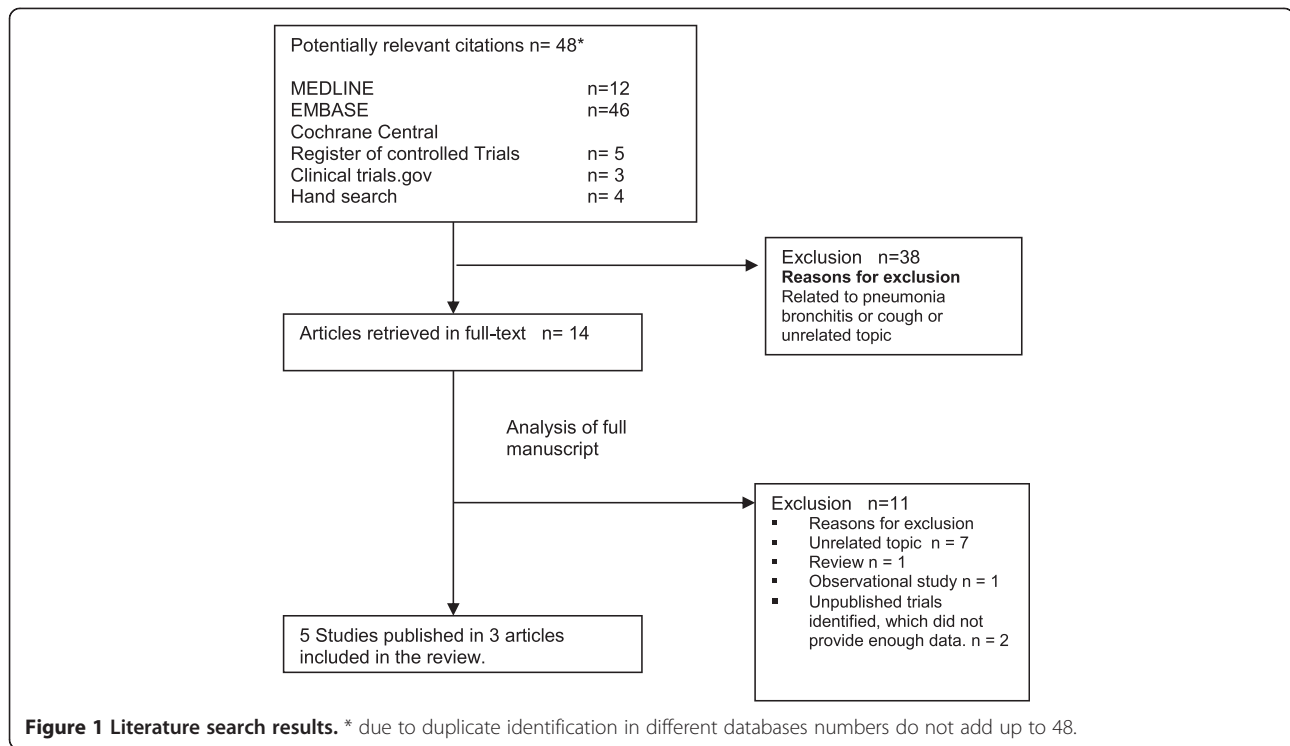 Potentially relevant citations n= 48*
MEDLINE n=12
EMBASE n=46
Cochrane Central
Register of controlled Trials n= 5
Clinical trials.gov n= 3
Hand search n= 4
Exclusion n=38
Reasons for exclusion
Related to pneumonia
bronchitis or cough or
unrelated topic
Articles retrieved in full-text n= 14
Analysis of full
manuscript
Exclusion n=11
▪ Reasons for exclusion
▪ Unrelated topic n = 7
▪ Review n = 1
▪ Observational study n = 1
▪ Unpublished trials
identified, which did not
provide enough data. n = 2
5 Studies published in 3 articles
included in the review.
Figure 1 Literature search results. * due to duplicate identification in different databases numbers do not add up to 48.